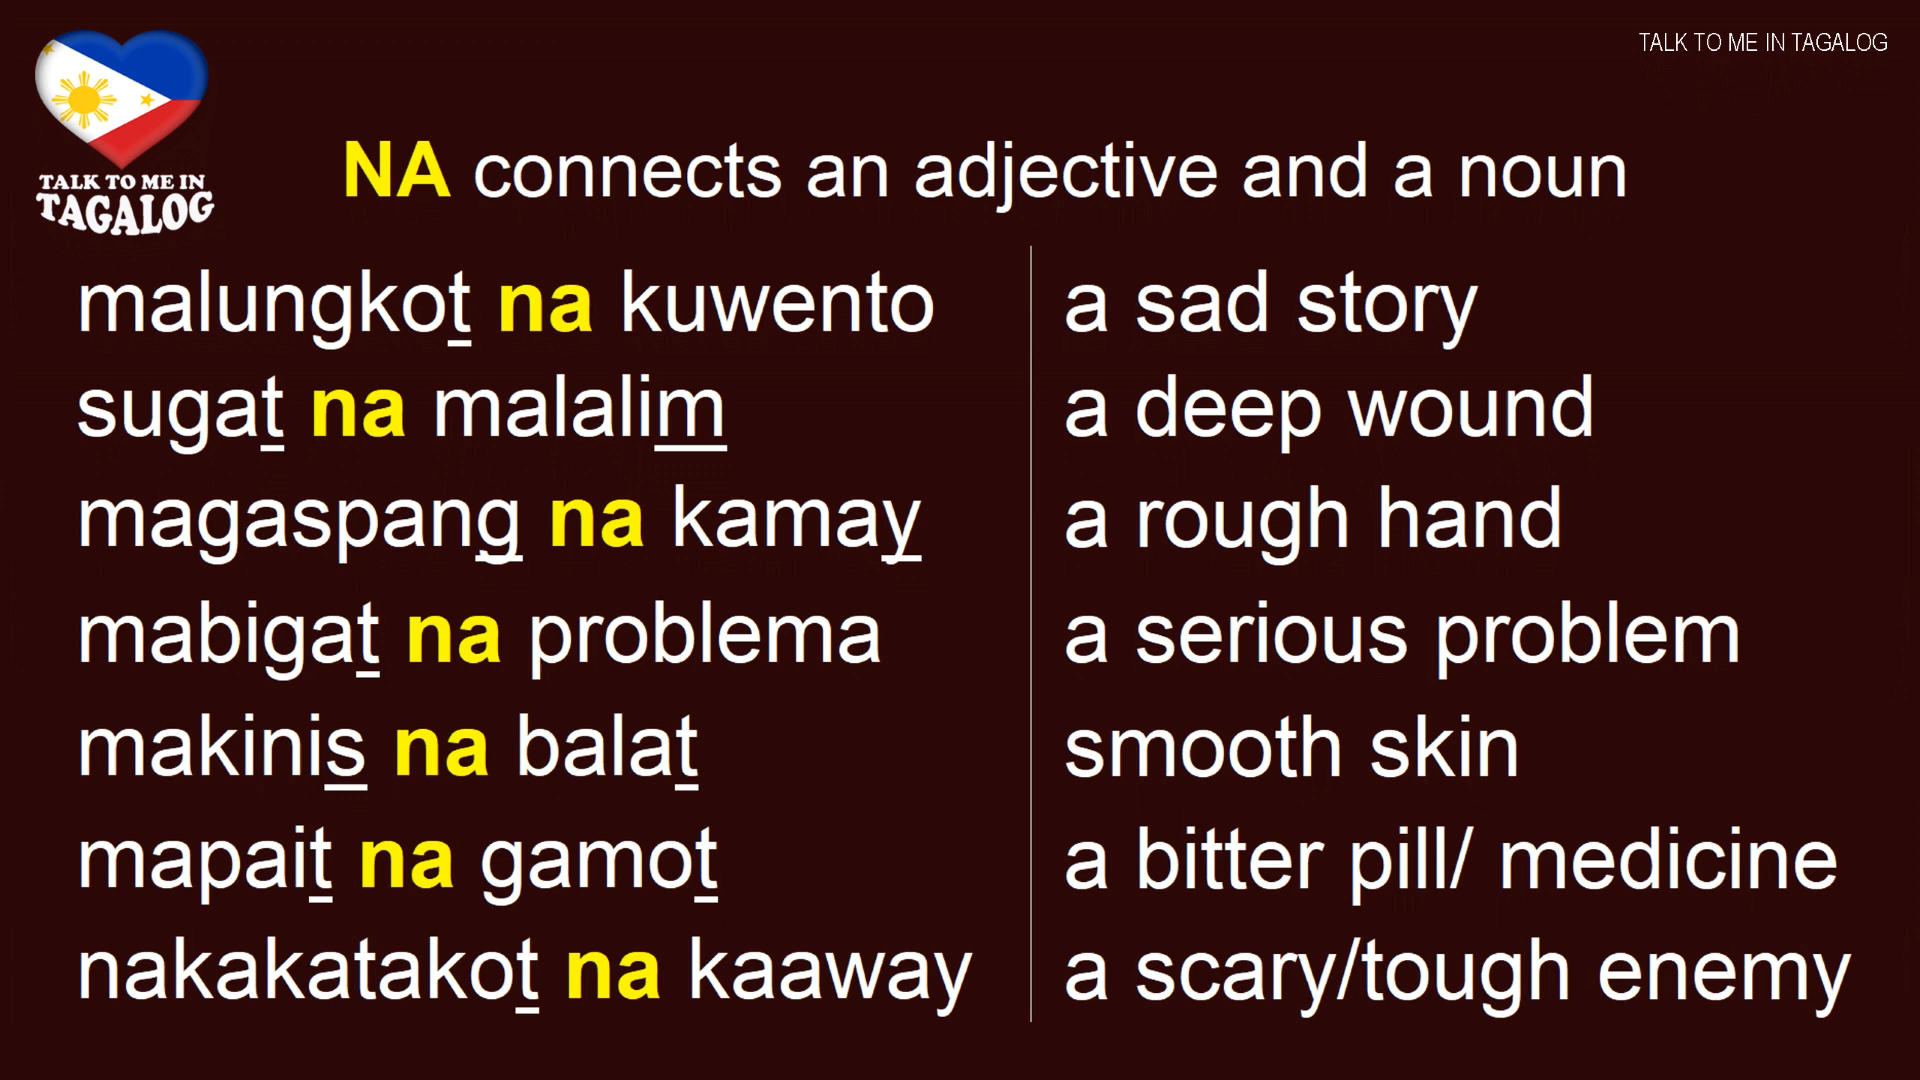 TALK TO ME IN TAGALOG
TALK TO ME IN
TAGALOG
NA connects an adjective and a noun
malungkot na kuwento a sad story
sugat na malalim a deep wound
magaspang na kamay a rough hand
mabigat na problema a serious problem
makinis na balat smooth skin
mapait na gamot a bitter pill/ medicine
nakakatakot na kaaway a scary/tough enemy